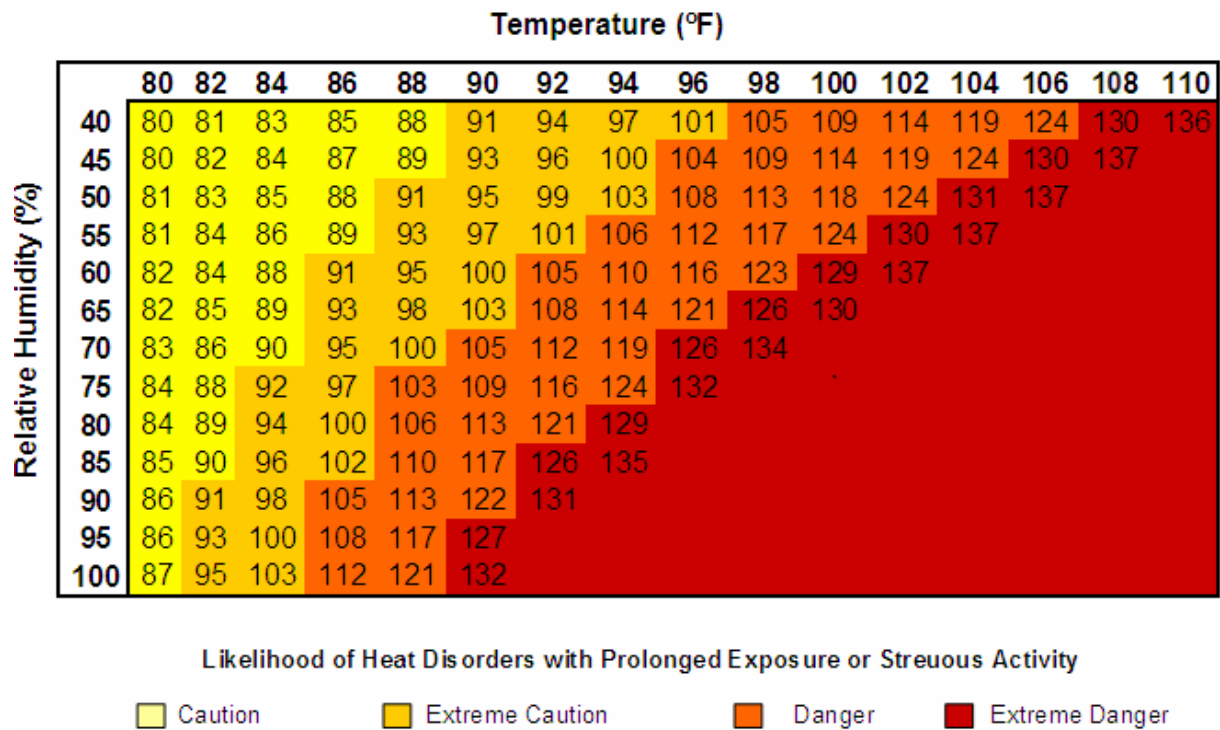 Temperature (ºF)
80 82 84 86 88 90 92 94 96 98 100 102 104 106 108 110
Relative Humidity (%)
40 80 81 83 85 88 91 94 97 101 105 109 114 119 124 130 136
45 80 82 84 87 89 93 96 100 104 109 114 119 124 130 137
50 81 83 85 88 91 95 99 103 108 113 118 124 131 137
55 81 84 86 89 93 97 101 106 112 117 124 130 137
60 82 84 88 91 95 100 105 110 116 123 129 137
65 82 85 89 93 98 103 108 114 121 126 130
70 83 86 90 95 100 105 112 119 126 134
75 84 88 92 97 103 109 116 124 132
80 84 89 94 100 106 113 121 129
85 85 90 96 102 110 117 126 135
90 86 91 98 105 113 122 131
95 86 93 100 108 117 127
100 87 95 103 112 121 132
Likelihood of Heat Disorders with Prolonged Exposure or Streuous Activity
Caution Extreme Caution Danger Extreme Danger